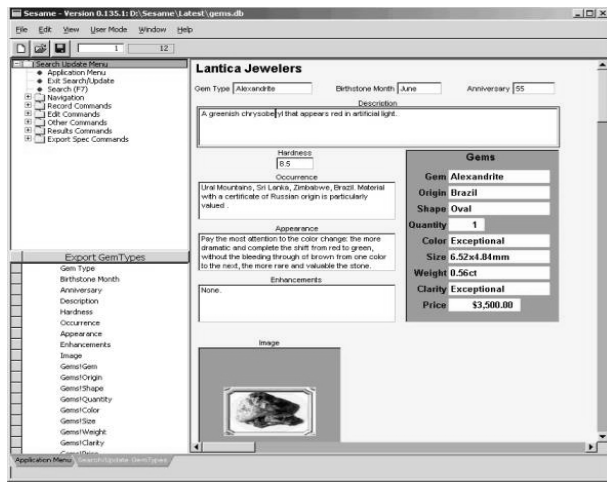 Sesame - Version 0.135.1: D:\Sesame\Latest\gems.db
File Edit View User Mode Window Help
1 12
Search Update Menu
Application Menu
Exit Search/Update
Search (F7)
Navigation
Record Commands
Edit Commands
Other Commands
Results Commands
Export Spec Commands
Export GemTypes
Gem Type
Birthstone Month
Anniversary
Description
Hardness
Occurrence
Appearance
Enhancements
Image
Gems!Gem
Gems!Origin
Gems!Shape
Gems!Quantity
Gems!Color
Gems!Size
Gems!Weight
Gems!Clarity
Gems!Price
Lantica Jewelers
Gem Type Alexandrite Birthstone Month June Anniversary 55
Description
A greenish chrysoberyl that appears red in artificial light.
Hardness
8.5
Occurrence
Ural Mountains, Sri Lanka, Zimbabwe, Brazil. Material
with a certificate of Russian origin is particularly
valued .
Appearance
Pay the most attention to the color change: the more
dramatic and complete the shift from red to green,
without the bleeding through of brown from one color
to the next, the more rare and valuable the stone.
Enhancements
None.
Image
Gems
Gem Alexandrite
Origin Brazil
Shape Oval
Quantity 1
Color Exceptional
Size 6.52x4.84mm
Weight 0.56ct
Clarity Exceptional
Price $3,500.00
Application Menu Search/Update GemTypes